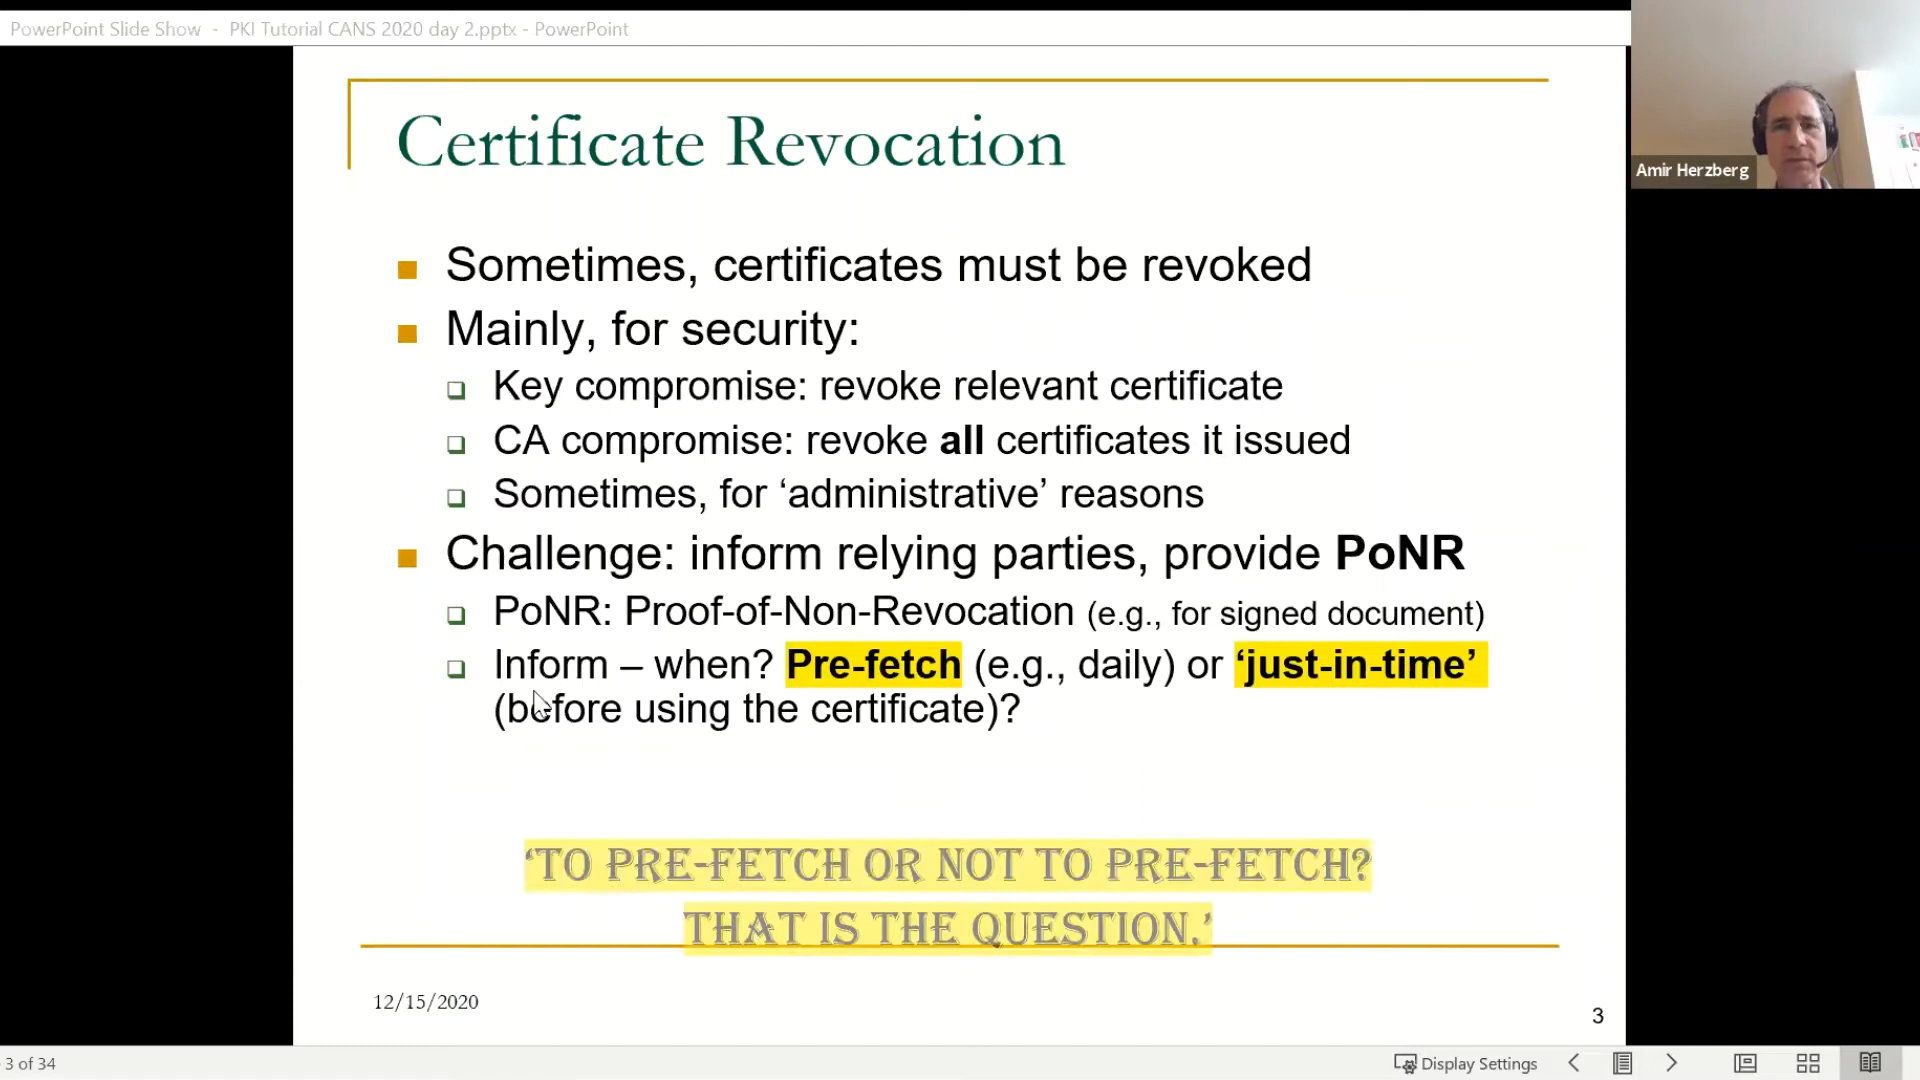 PowerPoint Slide Show - PKI Tutorial CANS 2020 day 2.pptx - PowerPoint
Amir Herzberg
Certificate Revocation
Sometimes, certificates must be revoked
Mainly, for security:
Key compromise: revoke relevant certificate
CA compromise: revoke all certificates it issued
Sometimes, for ‘administrative’ reasons
Challenge: inform relying parties, provide PoNR
PoNR: Proof-of-Non-Revocation (e.g., for signed document)
Inform – when? Pre-fetch (e.g., daily) or ‘just-in-time’
(before using the certificate)?
‘TO PRE-FETCH OR NOT TO PRE-FETCH?
THAT IS THE QUESTION.’
12/15/2020
3
3 of 34
Display Settings